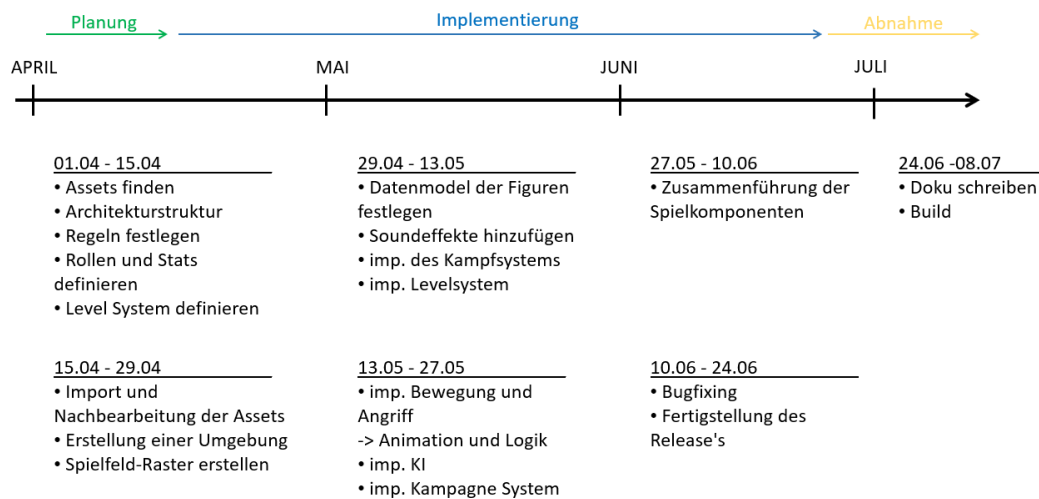 Planung
Implementierung
Abnahme
APRIL
MAI
JUNI
JULI
01.04 - 15.04
• Assets finden
• Architekturstruktur
• Regeln festlegen
• Rollen und Stats
definieren
• Level System definieren
15.04 - 29.04
• Import und
Nachbearbeitung der Assets
• Erstellung einer Umgebung
• Spielfeld-Raster erstellen
29.04 - 13.05
• Datenmodel der Figuren
festlegen
• Soundeffekte hinzufügen
• imp. des Kampfsystems
• imp. Levelsystem
13.05 - 27.05
• imp. Bewegung und
Angriff
-> Animation und Logik
• imp. KI
• imp. Kampagne System
27.05 - 10.06
• Zusammenführung der
Spielkomponenten
10.06 - 24.06
• Bugfixing
• Fertigstellung des
Release's
24.06 -08.07
• Doku schreiben
• Build